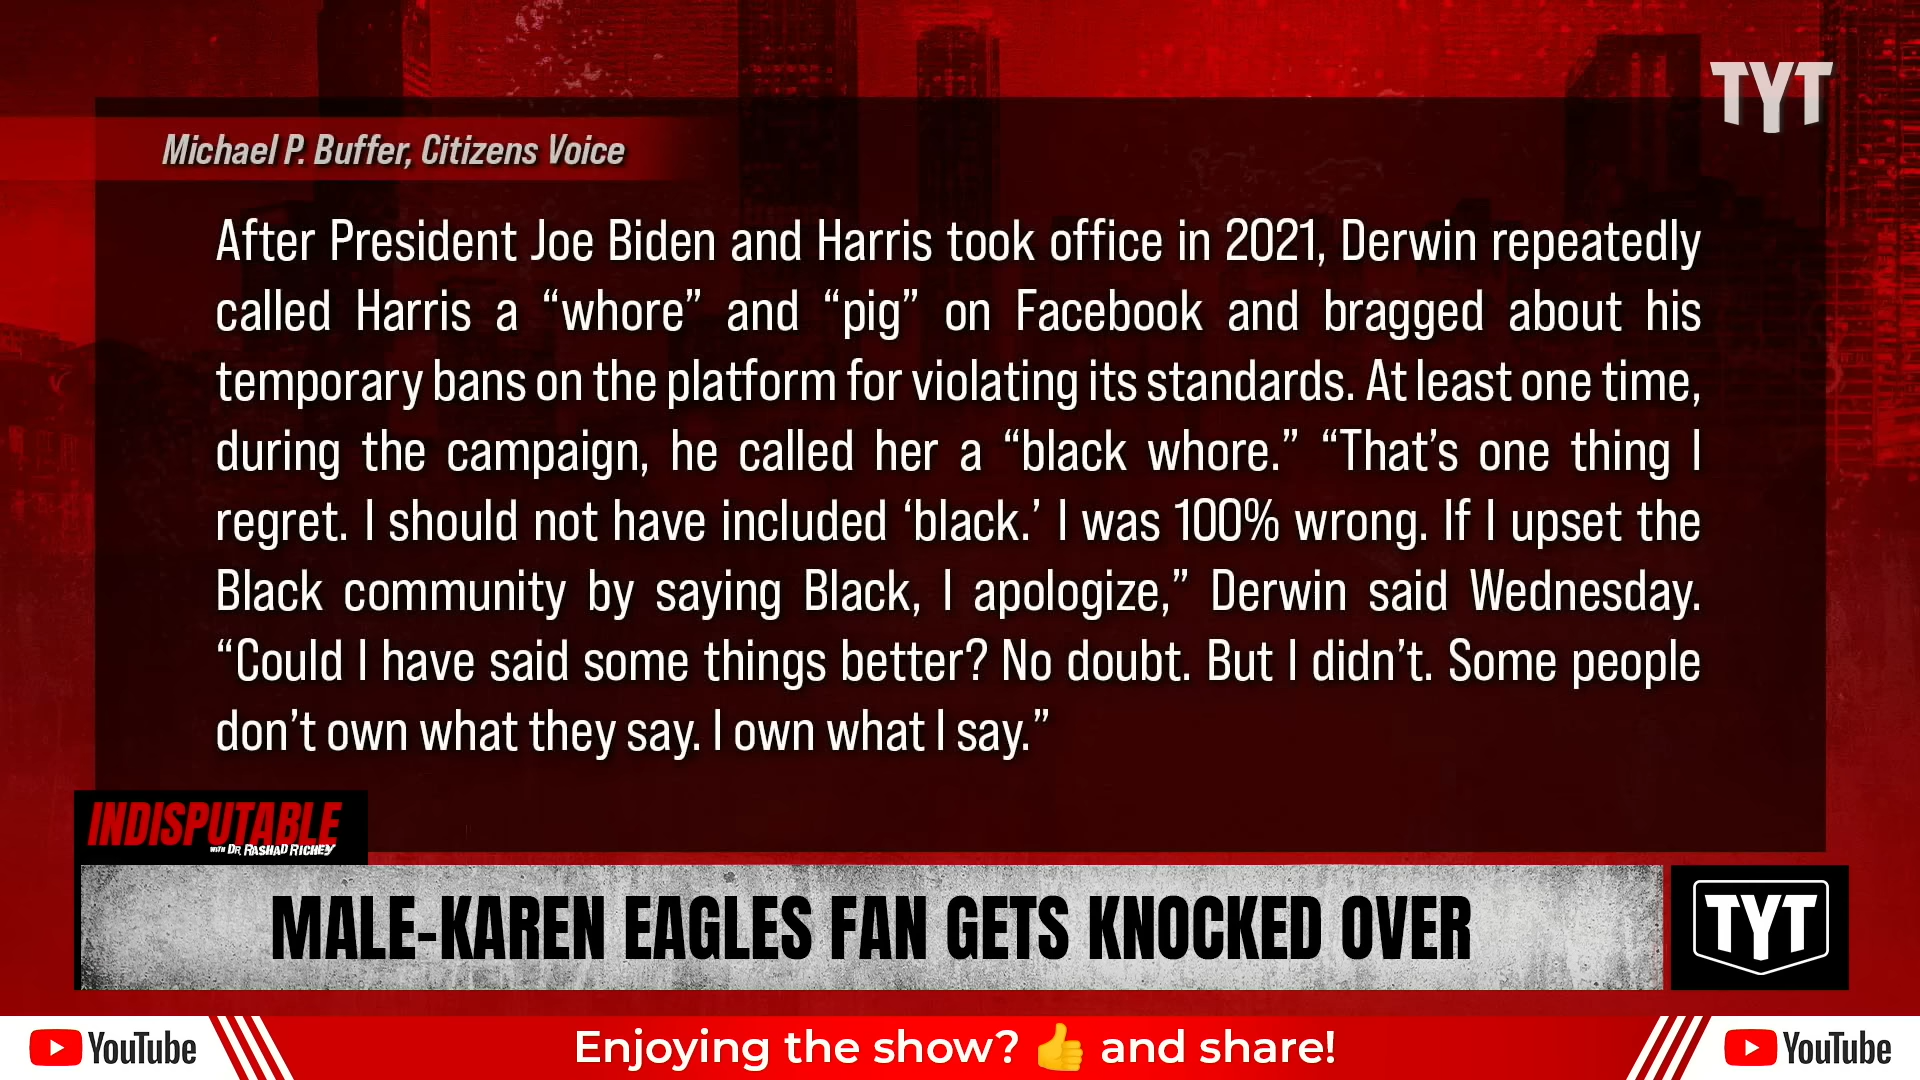 TYT
Michael P. Buffer, Citizens Voice
After President Joe Biden and Harris took office in 2021, Derwin repeatedly
called Harris a “whore” and “pig” on Facebook and bragged about his
temporary bans on the platform for violating its standards. At least one time,
during the campaign, he called her a “black whore.” “That’s one thing I
regret. I should not have included ‘black.’ I was 100% wrong. If I upset the
Black community by saying Black, I apologize,” Derwin said Wednesday.
“Could I have said some things better? No doubt. But I didn’t. Some people
don’t own what they say. I own what I say.”
INDISPUTABLE
WITH DR RASHAD RICHEY
MALE-KAREN EAGLES FAN GETS KNOCKED OVER
TYT
YouTube
Enjoying the show? 👍 and share!
YouTube